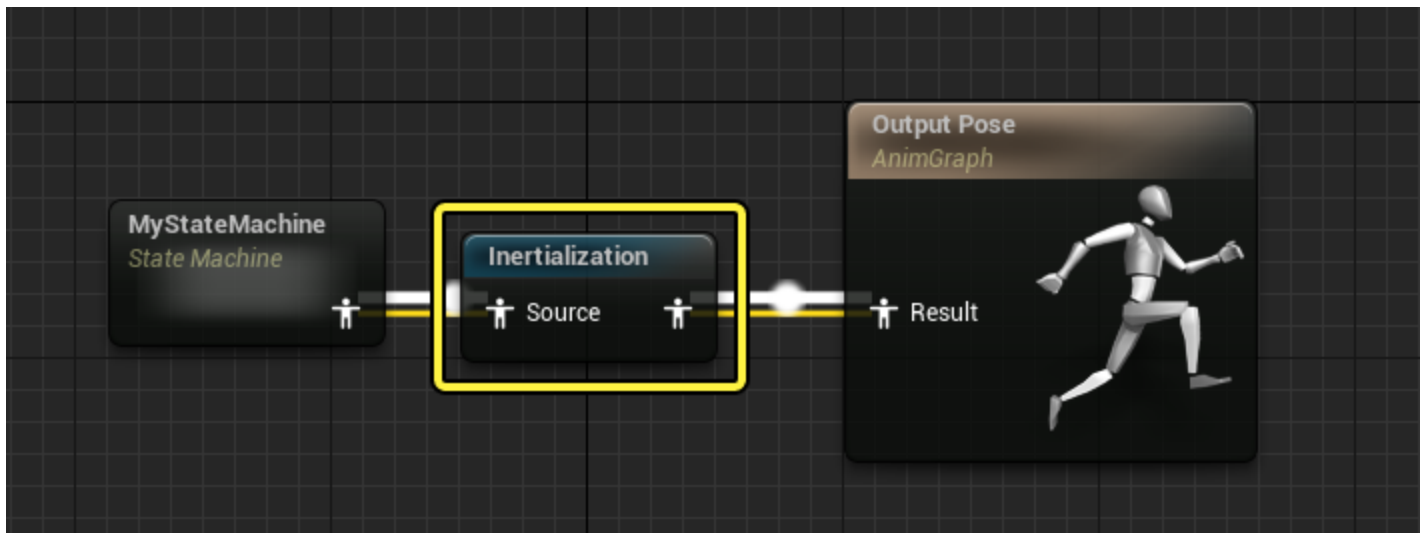 MyStateMachine
State Machine
Inertialization
Source
Output Pose
AnimGraph
Result